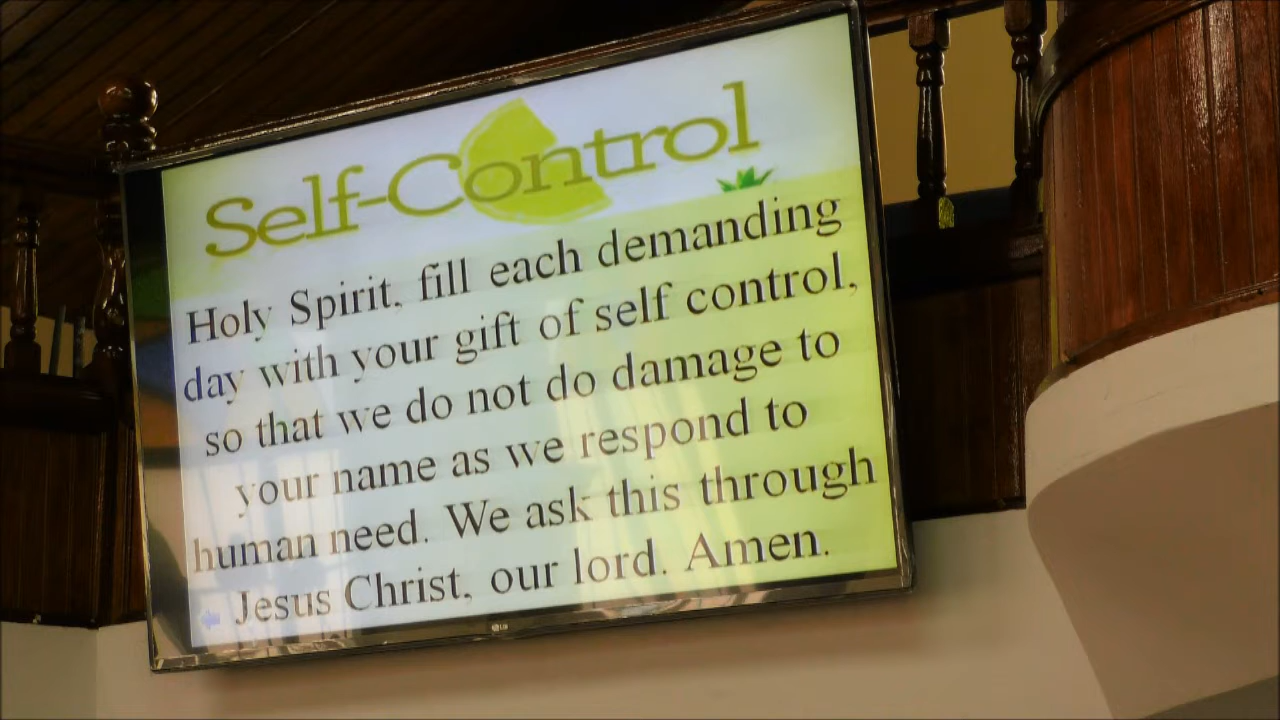 Self-Control
Holy Spirit, fill each demanding
day with your gift of self control,
so that we do not do damage to
your name as we respond to
human need. We ask this through
Jesus Christ, our lord. Amen.
LG